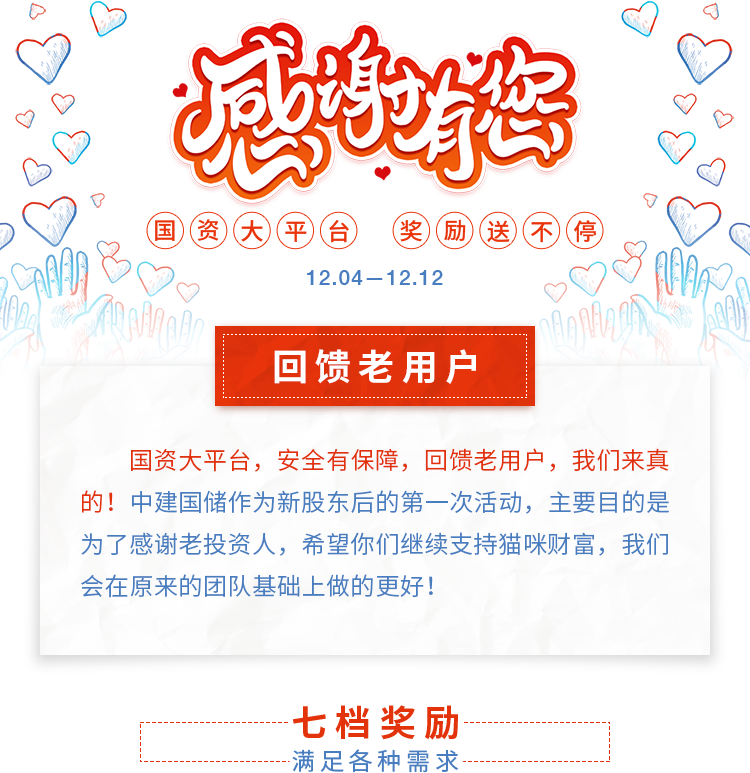 感谢有您
国资大平台 奖励送不停
12.04—12.12
回馈老用户
国资大平台，安全有保障，回馈老用户，我们来真
的！中建国储作为新股东后的第一次活动，主要目的是
为了感谢老投资人，希望你们继续支持猫咪财富，我们
会在原来的团队基础上做的更好！
七档奖励
满足各种需求